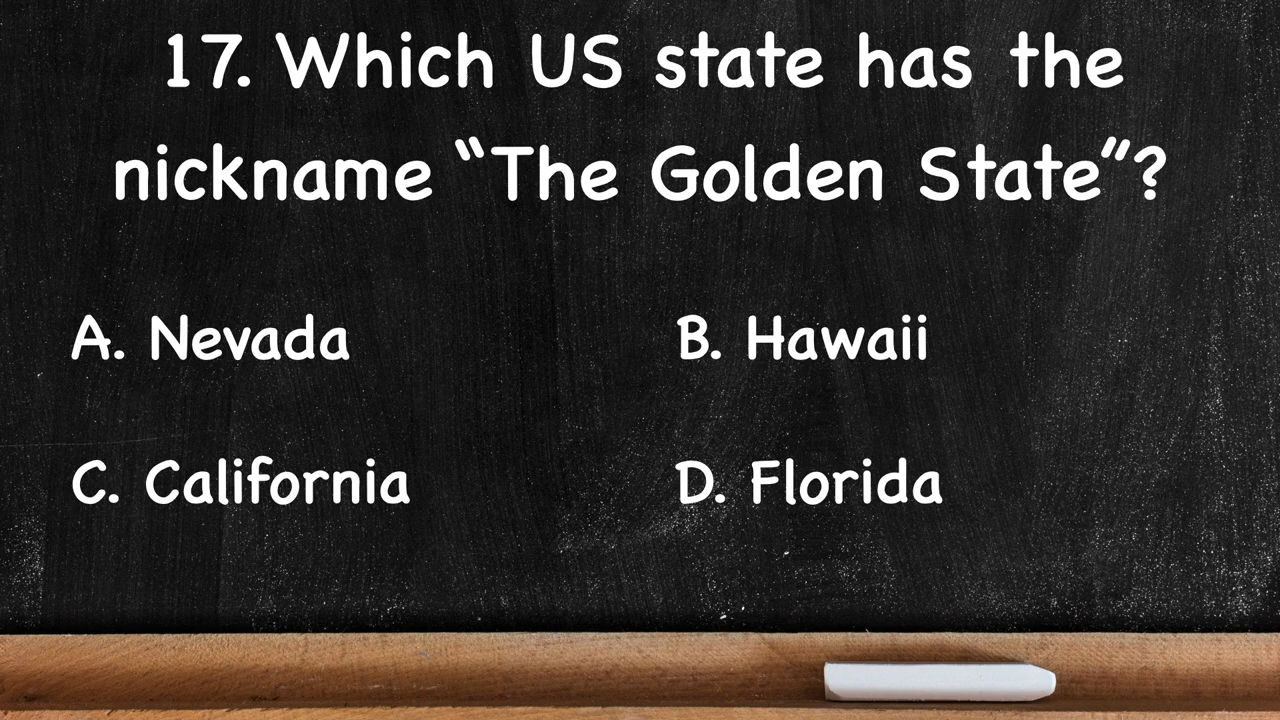 17. Which US state has the
nickname “The Golden State”?
A. Nevada
B. Hawaii
C. California
D. Florida